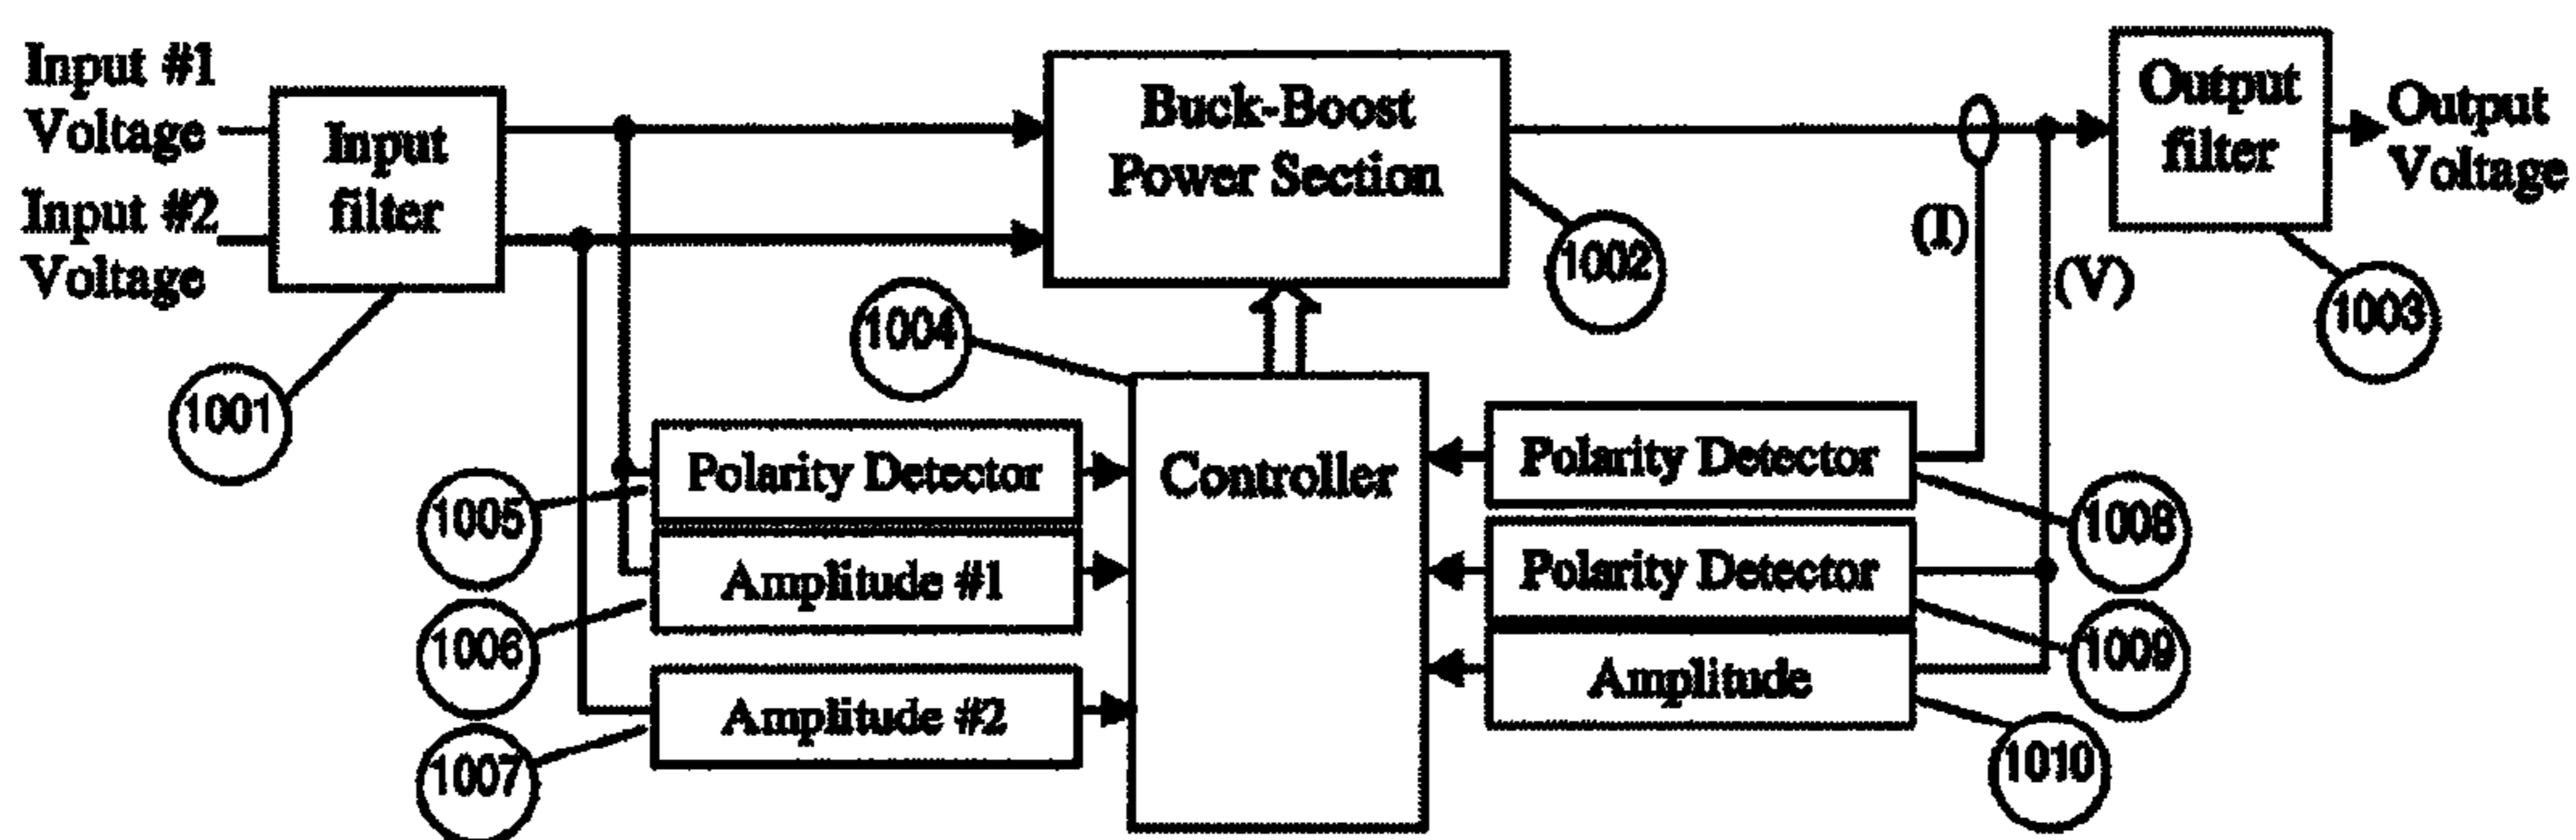 Input #1
Voltage
Input #2
Voltage
Input
filter
1001
Buck-Boost
Power Section
1002
(I)
(V)
Output
filter
Output
Voltage
1003
1004
Controller
Polarity Detector
1005
Amplitude #1
1006
Amplitude #2
1007
Polarity Detector
1008
Polarity Detector
1009
Amplitude
1010